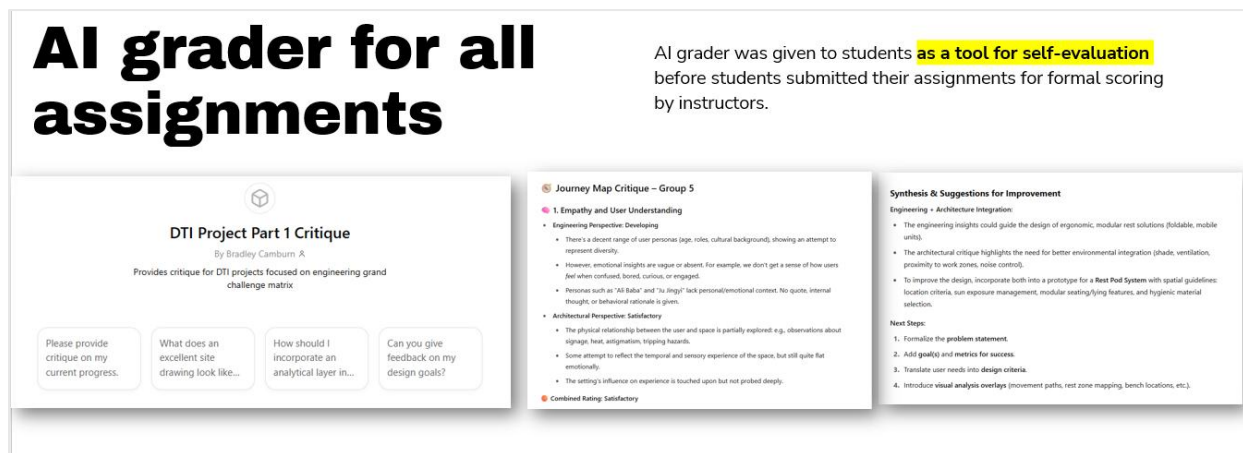 AI grader for all
assignments
AI grader was given to students as a tool for self-evaluation
before students submitted their assignments for formal scoring
by instructors.
DTI Project Part 1 Critique
By Bradley Camburn
Provides critique for DTI projects focused on engineering grand
challenge matrix
Please provide
critique on my
current progress.
What does an
excellent site
drawing look like...
How should I
incorporate an
analytical layer in...
Can you give
feedback on my
design goals?
Journey Map Critique – Group 5
1. Empathy and User Understanding
• Engineering Perspective: Developing
• There's a decent range of user personas (age, roles, cultural background), showing an attempt to
represent diversity.
• However, emotional insights are vague or absent. For example, we don't get a sense of how users
feel when confused, bored, curious, or engaged.
• Personas such as "Ali Baba" and "Ju Jingyi" lack personal/emotional context. No quote, internal
thought, or behavioral rationale is given.
• Architectural Perspective: Satisfactory
• The physical relationship between the user and space is partially explored: e.g., observations about
signage, heat, astigmatism, tripping hazards.
• Some attempt to reflect the temporal and sensory experience of the space, but still quite flat
emotionally.
• The setting's influence on experience is touched upon but not probed deeply.
Combined Rating: Satisfactory
Synthesis & Suggestions for Improvement
Engineering + Architecture Integration:
• The engineering insights could guide the design of ergonomic, modular rest solutions (foldable, mobile
units).
• The architectural critique highlights the need for better environmental integration (shade, ventilation,
proximity to work zones, noise control).
• To improve the design, incorporate both into a prototype for a Rest Pod System with spatial guidelines:
location criteria, sun exposure management, modular seating/lying features, and hygienic material
selection.
Next Steps:
1. Formalize the problem statement.
2. Add goal(s) and metrics for success.
3. Translate user needs into design criteria.
4. Introduce visual analysis overlays (movement paths, rest zone mapping, bench locations, etc.).